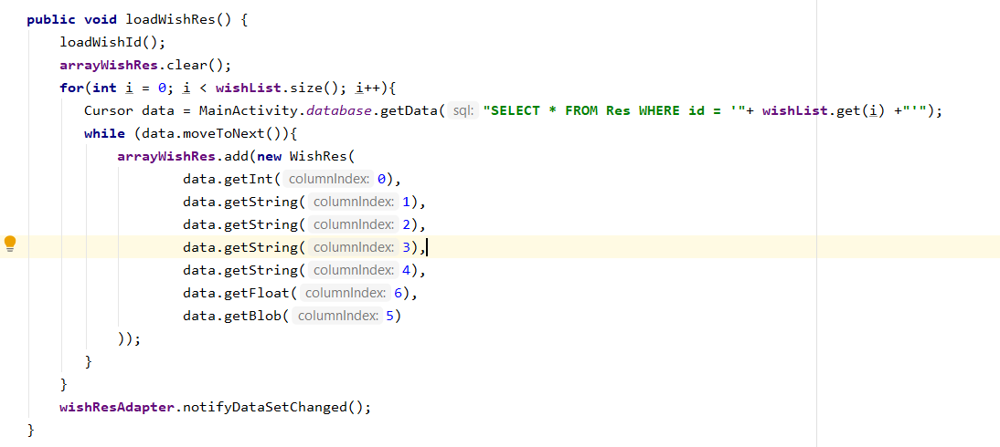 public void loadWishRes() {
loadWishId();
arrayWishRes.clear();
for(int i = 0; i < wishList.size(); i++){
Cursor data = MainActivity.database.getData( sql: "SELECT * FROM Res WHERE id = '"+ wishList.get(i) +"'");
while (data.moveToNext()){
arrayWishRes.add(new WishRes(
data.getInt( columnIndex: 0),
data.getString( columnIndex: 1),
data.getString( columnIndex: 2),
data.getString( columnIndex: 3),
data.getString( columnIndex: 4),
data.getFloat( columnIndex: 6),
data.getBlob( columnIndex: 5)
));
}
}
wishResAdapter.notifyDataSetChanged();
}